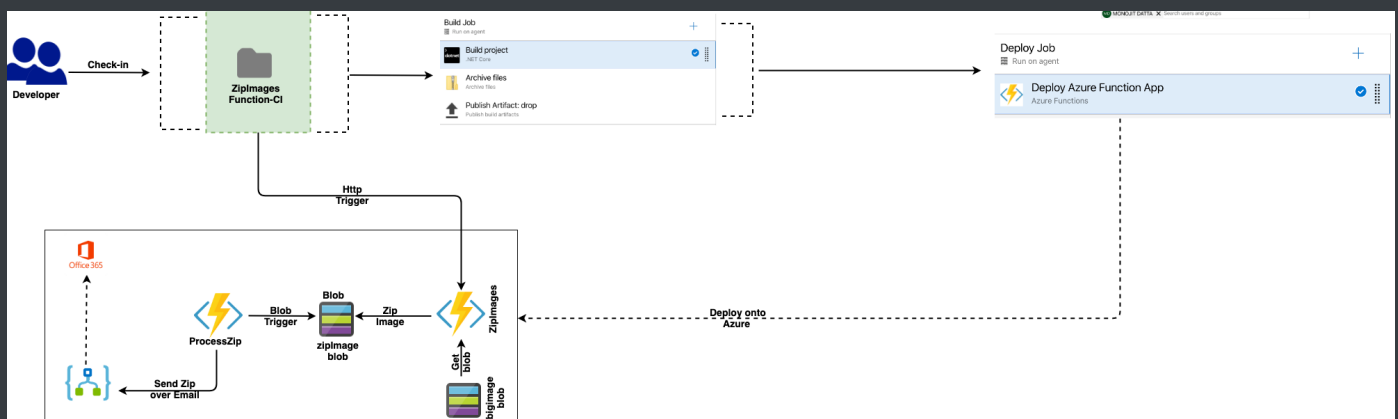 MONOJIT DATTA X Search users and groups
Build Job
Run on agent
+
Deploy Job
Run on agent
+
Check-in
Developer
ZipImages
Function-CI
dotnet
Build project
.NET Core
Archive files
Archive files
Publish Artifact: drop
Publish build artifacts
Deploy Azure Function App
Azure Functions
Http
Trigger
Office 365
Blob
Trigger
Blob
Zip
Image
ZipImages
ProcessZip
zipImage
blob
Deploy onto
Azure
Get
blob
Send Zip
over Email
bigimage
blob